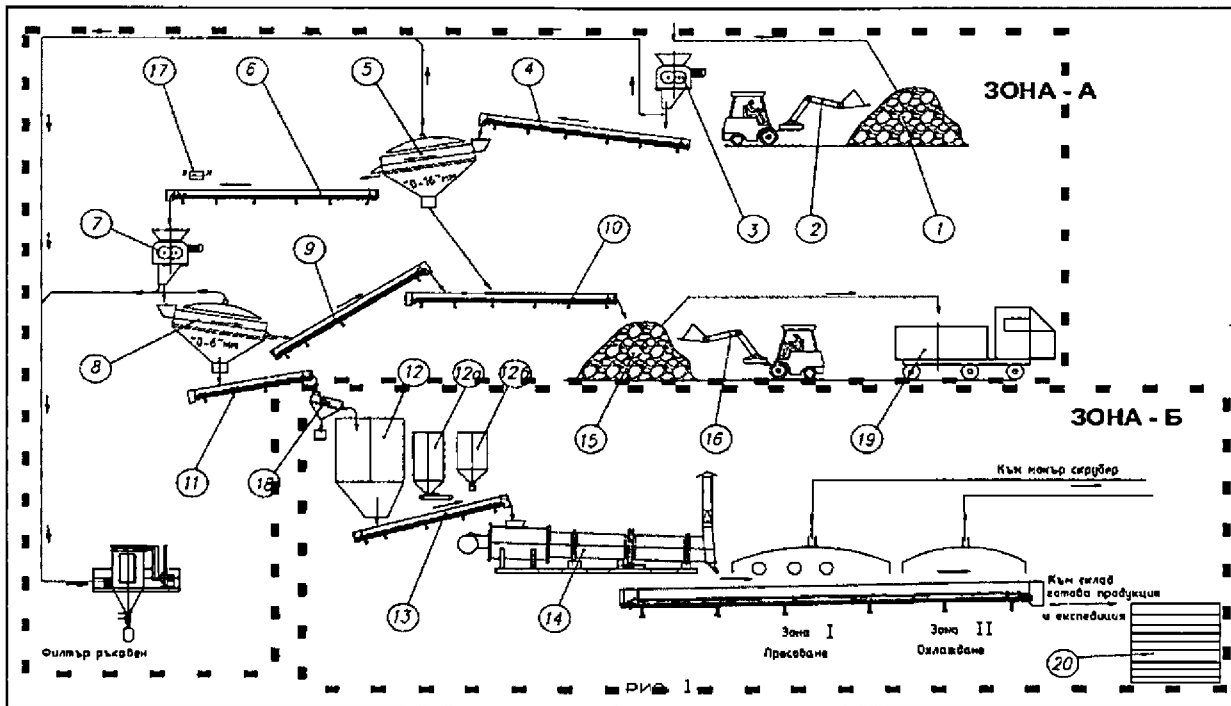 17
6
5
4
ЗОНА - А
"0-16" мм
3
2
1
7
9
10
"0-6" мм
8
12
12а
12б
ЗОНА - Б
11
18
15
16
19
Към мокър скрубер
13
14
Към склад
готова продукция
и експедиция
Зона I
Пресоване
Зона II
Охлаждане
20
Филтър ръкавен
РИС. 1